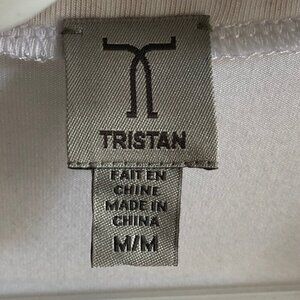 TRISTAN
FAIT EN
CHINE
MADE IN
CHINA
M/M